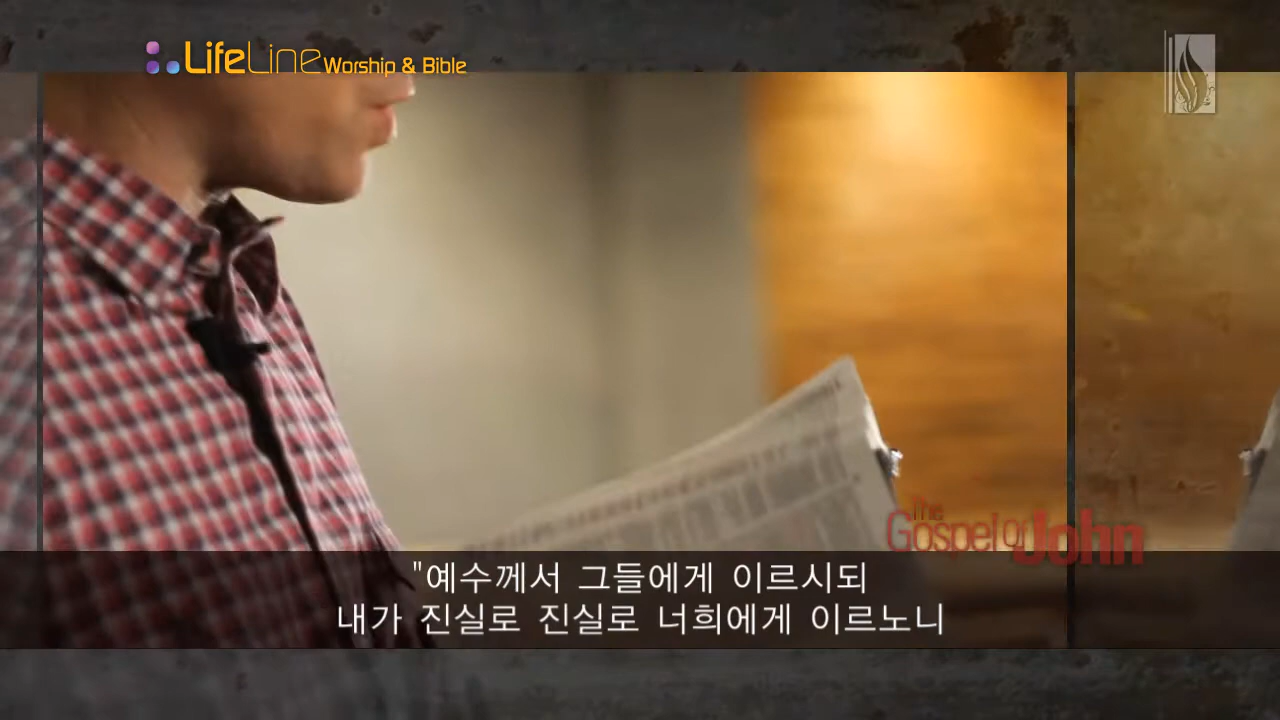 LifeLine Worship & Bible
The
Gospel of John
"예수께서 그들에게 이르시되
내가 진실로 진실로 너희에게 이르노니